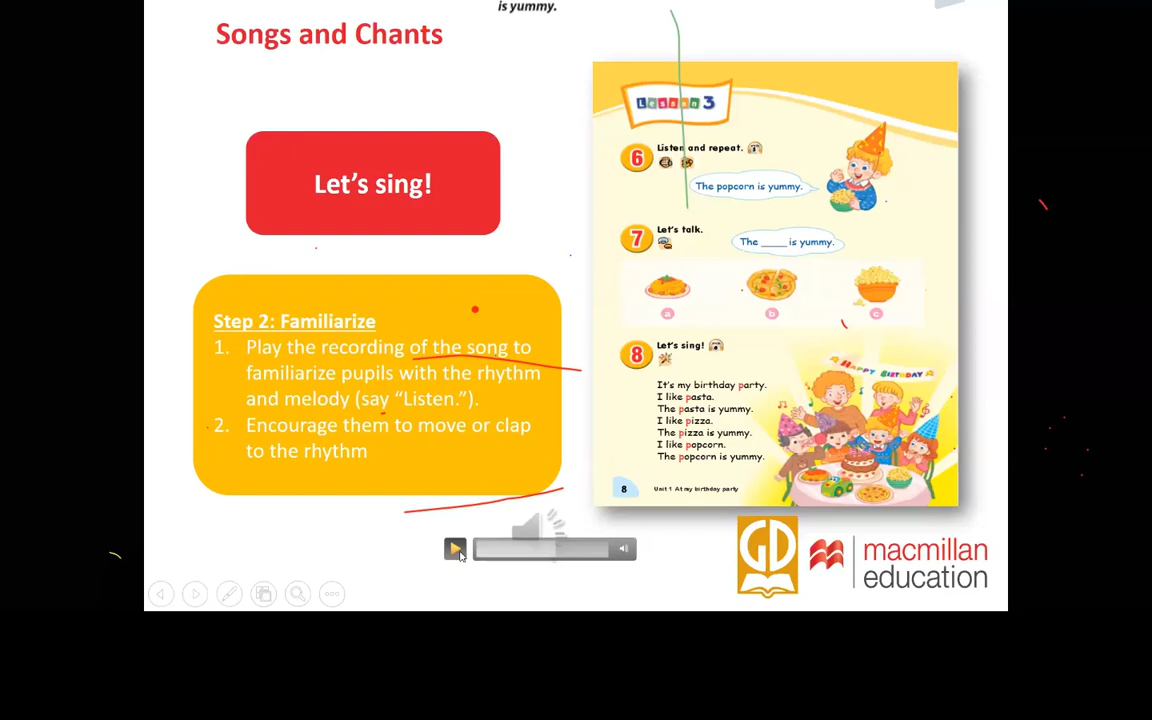 is yummy.
Songs and Chants
Let's sing!
Step 2: Familiarize
1. Play the recording of the song to
familiarize pupils with the rhythm
and melody (say “Listen.”).
2. Encourage them to move or clap
to the rhythm
Lesson 3
6 Listen and repeat.
The popcorn is yummy.
7 Let's talk.
The ____ is yummy.
a b c
8 Let's sing!
It's my birthday party.
I like pasta.
The pasta is yummy.
I like pizza.
The pizza is yummy.
I like popcorn.
The popcorn is yummy.
HAPPY BIRTHDAY
8 Unit 1 At my birthday party
GD
macmillan
education